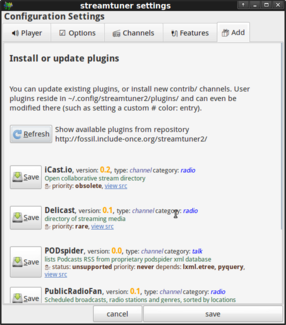 streamtuner settings
Configuration Settings
Player Options Channels Features Add
Install or update plugins
You can update existing plugins, or install new contrib/ channels. User
plugins reside in ~/.config/streamtuner2/plugins/ and can even be
modified there (such as setting a custom # color: entry).
Refresh
Show available plugins from repository
http://fossil.include-once.org/streamtuner2/
Save
iCast.io, version: 0.2, type: channel category: radio
Open collaborative stream directory
priority: obsolete, view src
Save
Delicast, version: 0.1, type: channel category: radio
directory of streaming media
priority: rare, view src
Save
PODspider, version: 0.0, type: channel category: talk
lists Podcasts RSS from proprietary podspider xml database
status: unsupported priority: never depends: lxml.etree, pyquery,
view src
Save
PublicRadioFan, version: 0.1, type: channel category: radio
Scheduled broadcasts, radio stations and genres, sorted by locations
cancel save